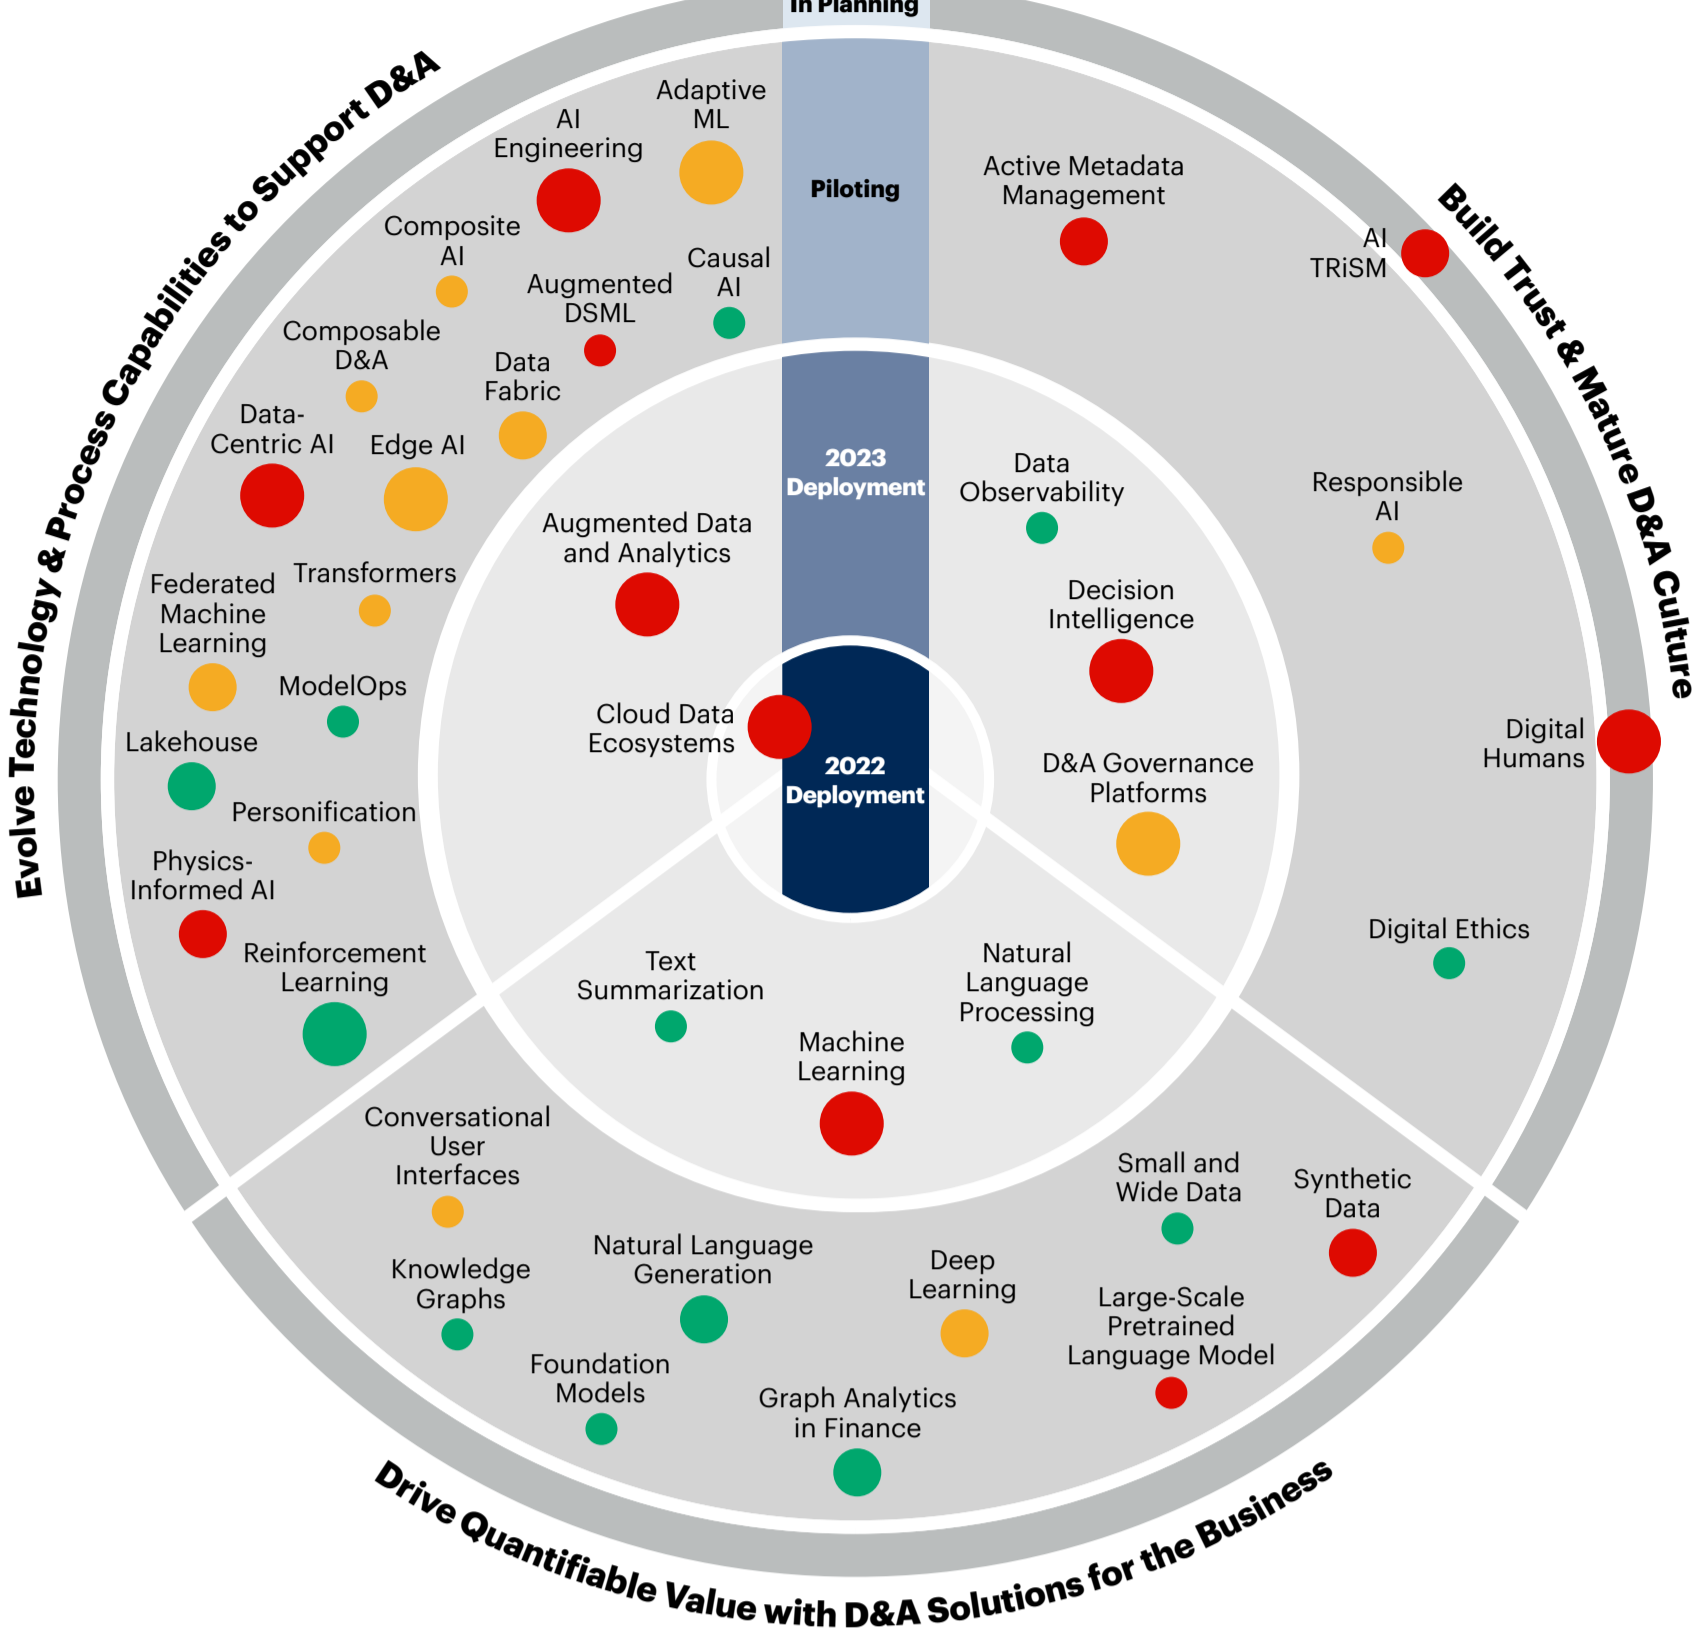 In Planning
Evolve Technology & Process Capabilities to Support D&A
Build Trust & Mature D&A Culture
Drive Quantifiable Value with D&A Solutions for the Business
Piloting
2023
Deployment
2022
Deployment
Adaptive
ML
AI
Engineering
Composite
AI
Causal
AI
Augmented
DSML
Composable
D&A
Data
Fabric
Data-
Centric AI
Edge AI
Transformers
Federated
Machine
Learning
ModelOps
Lakehouse
Personification
Physics-
Informed AI
Reinforcement
Learning
Augmented Data
and Analytics
Cloud Data
Ecosystems
Active Metadata
Management
AI
TRiSM
Data
Observability
Responsible
AI
Decision
Intelligence
Digital
Humans
D&A Governance
Platforms
Digital Ethics
Text
Summarization
Natural
Language
Processing
Machine
Learning
Conversational
User
Interfaces
Knowledge
Graphs
Natural Language
Generation
Foundation
Models
Deep
Learning
Graph Analytics
in Finance
Small and
Wide Data
Synthetic
Data
Large-Scale
Pretrained
Language Model